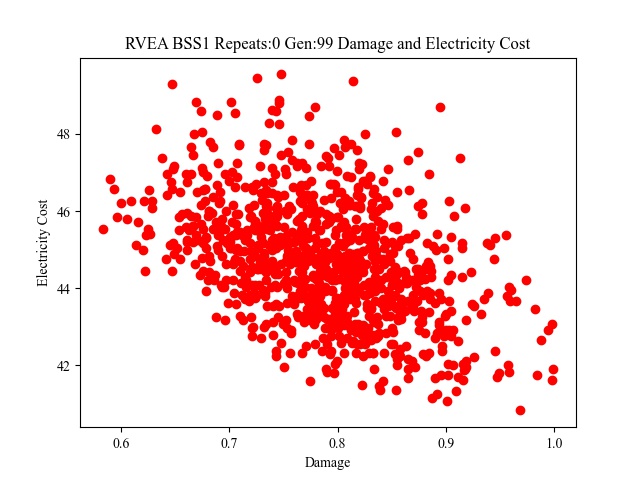 RVEA BSS1 Repeats:0 Gen:99 Damage and Electricity Cost
48
46
44
42
Electricity Cost
0.6 0.7 0.8 0.9 1.0
Damage